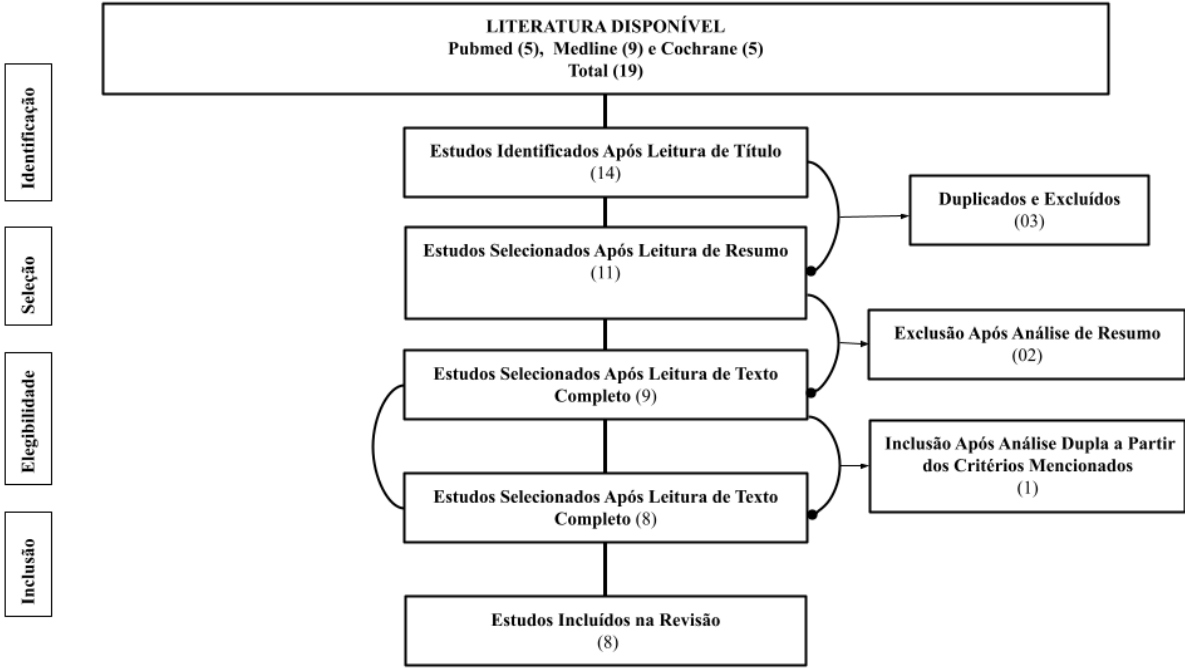 LITERATURA DISPONÍVEL
Pubmed (5), Medline (9) e Cochrane (5)
Total (19)
Identificação
Estudos Identificados Após Leitura de Título
(14)
Duplicados e Excluídos
(03)
Seleção
Estudos Selecionados Após Leitura de Resumo
(11)
Exclusão Após Análise de Resumo
(02)
Elegibilidade
Estudos Selecionados Após Leitura de Texto
Completo (9)
Inclusão Após Análise Dupla a Partir
dos Critérios Mencionados
(1)
Estudos Selecionados Após Leitura de Texto
Completo (8)
Inclusão
Estudos Incluídos na Revisão
(8)